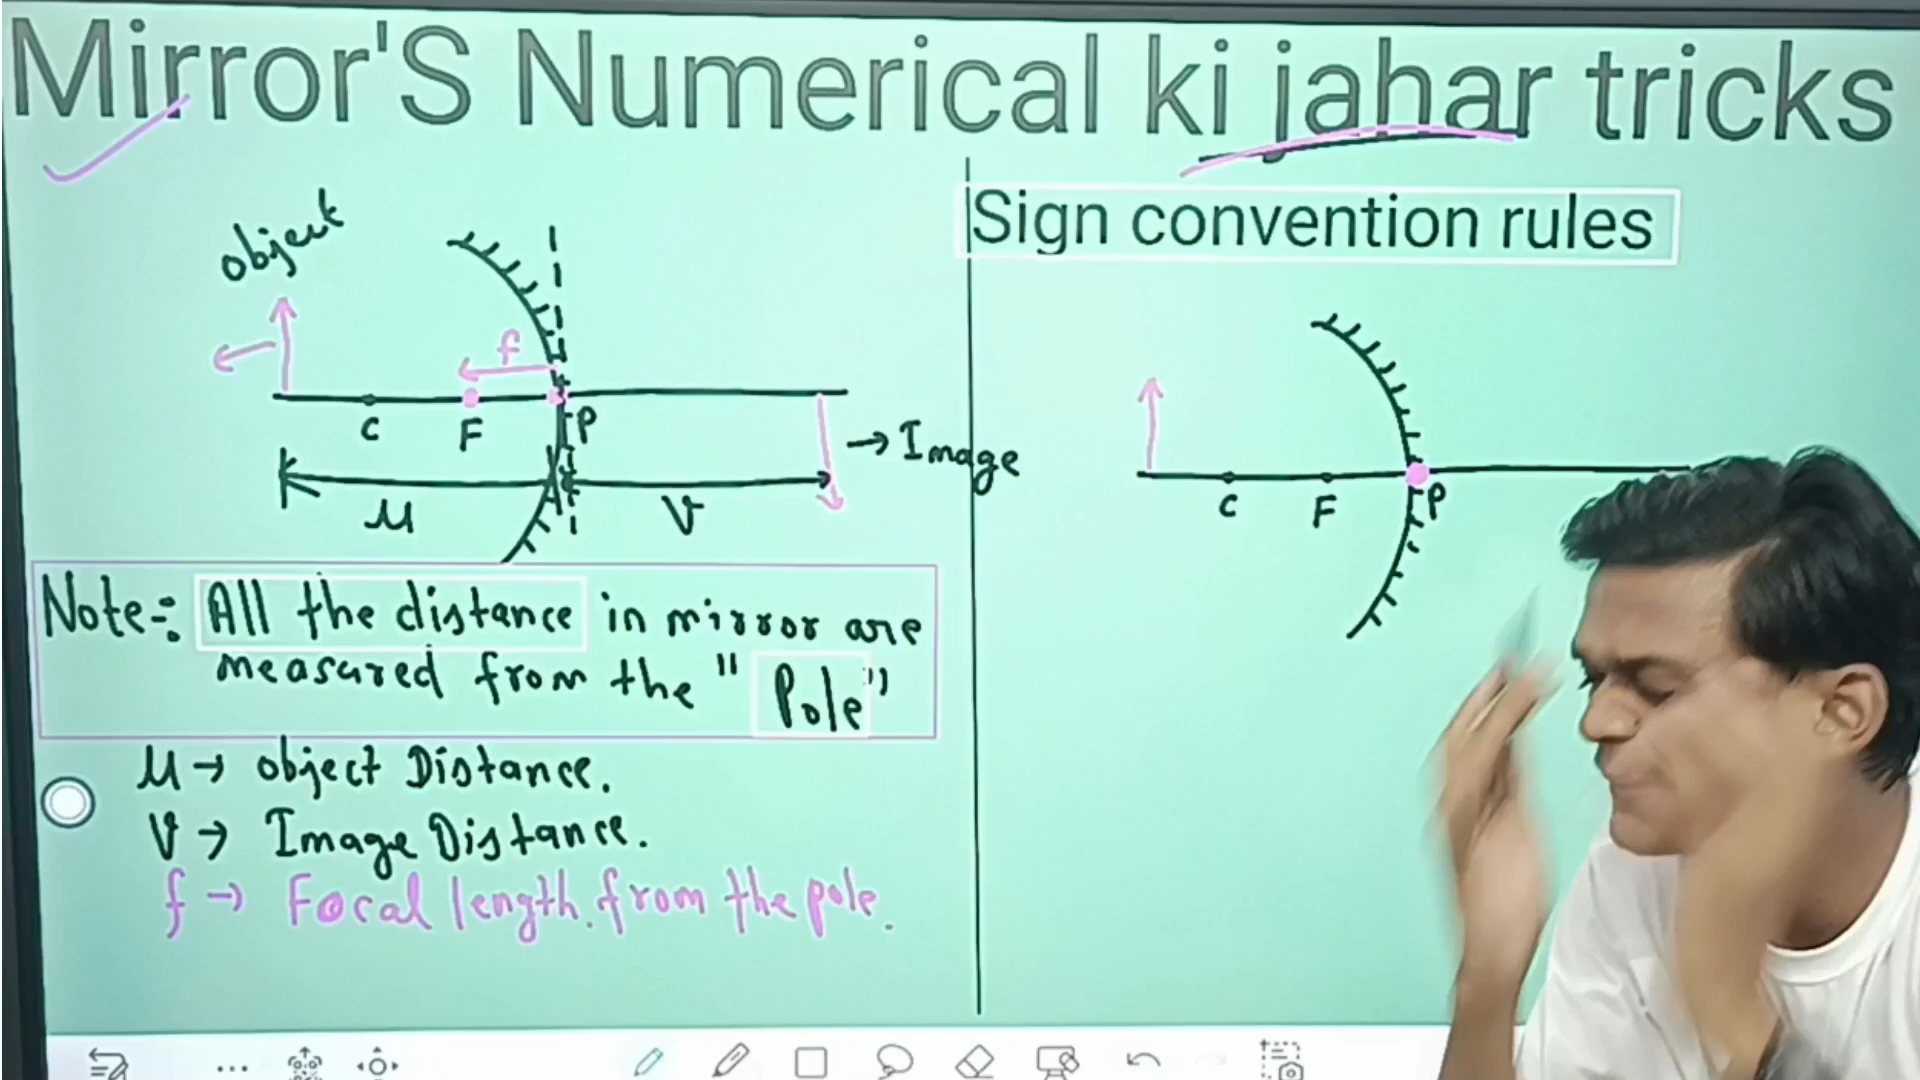 Mirror'S Numerical ki jahar tricks
Sign convention rules
object
f
C
F
P
→ Image
u
v
C
F
P
Note:- All the distance in mirror are
measured from the "Pole"
u → object Distance.
v → Image Distance.
f → Focal length from the pole.